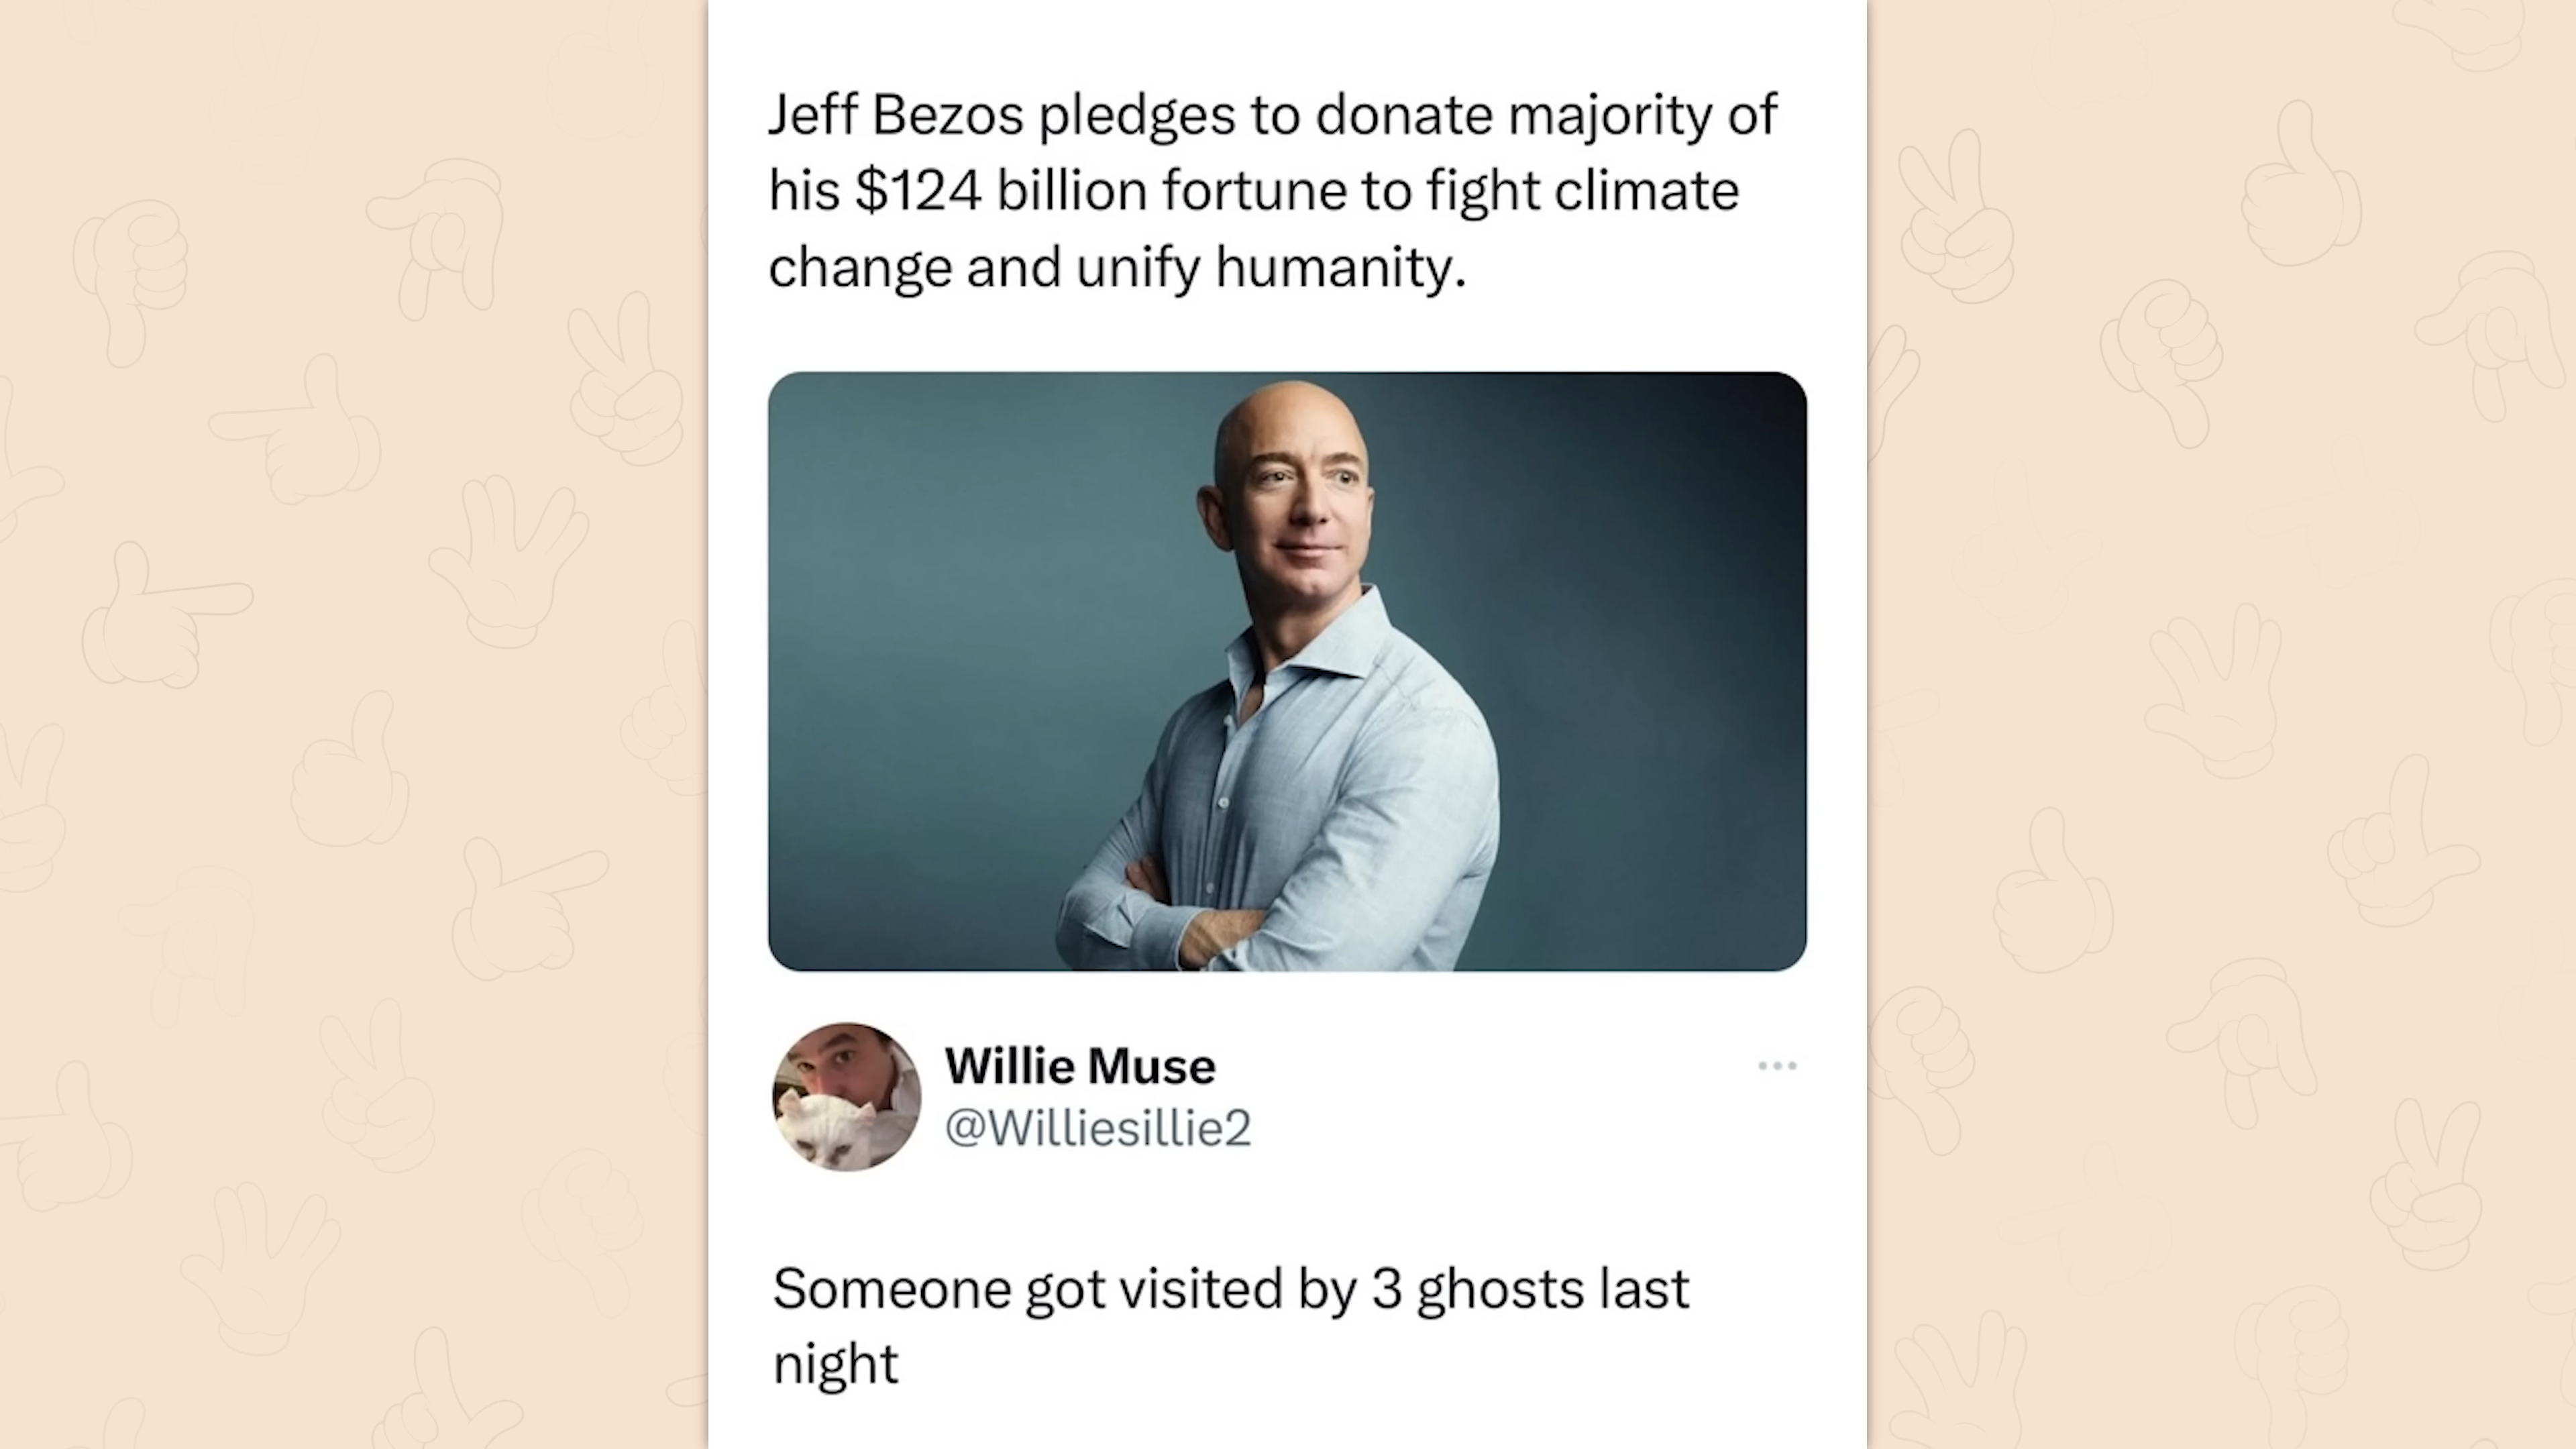 Jeff Bezos pledges to donate majority of
his $124 billion fortune to fight climate
change and unify humanity.
Willie Muse
@Williesillie2
Someone got visited by 3 ghosts last
night